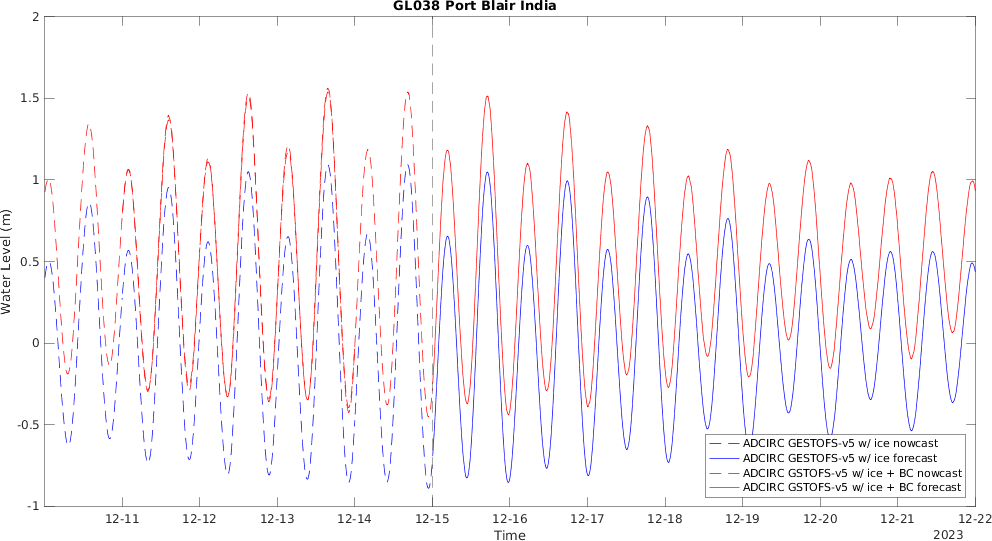 GL038 Port Blair India
2
1.5
1
0.5
0
-0.5
-1
Water Level (m)
12-11
12-12
12-13
12-14
12-15
12-16
12-17
12-18
12-19
12-20
12-21
12-22
Time
2023
ADCIRC GESTOFS-v5 w/ ice nowcast
ADCIRC GESTOFS-v5 w/ ice forecast
ADCIRC GSTOFS-v5 w/ ice + BC nowcast
ADCIRC GSTOFS-v5 w/ ice + BC forecast